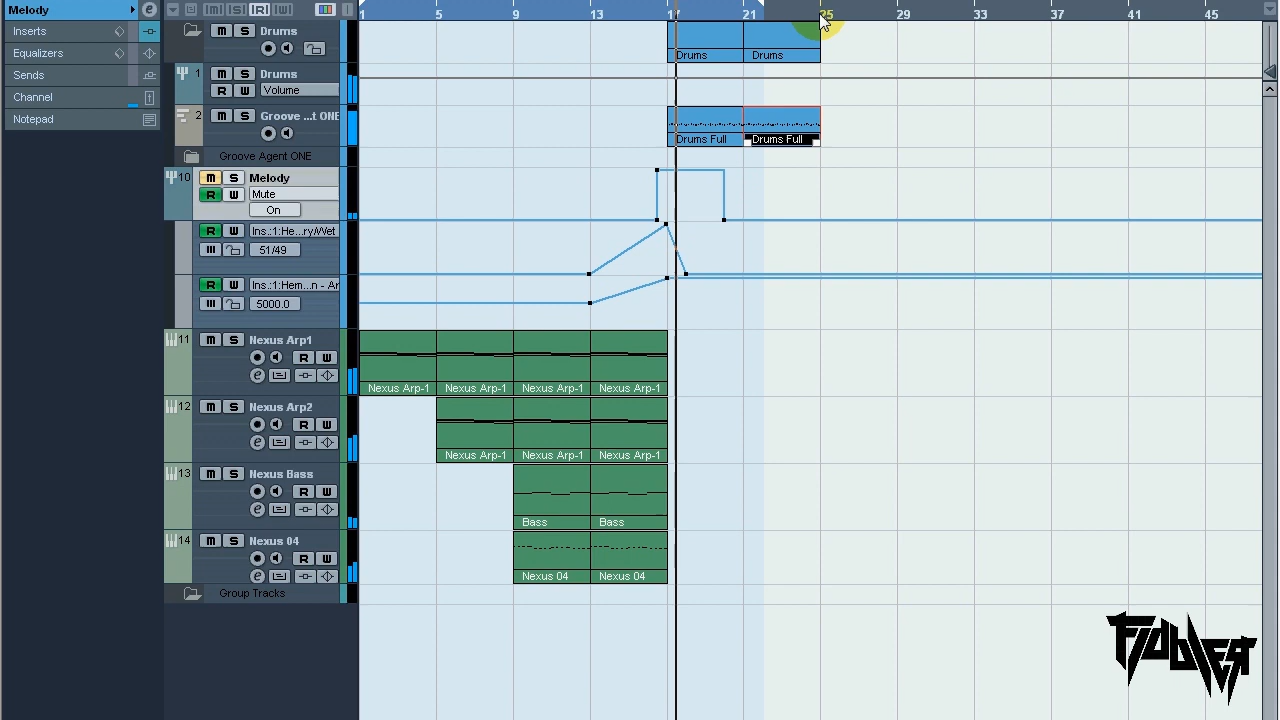 Melody e |M| |S| |R| |W| 1 5 9 13 17 21 25 29 33 37 41 45
Inserts
Equalizers
Sends
Channel
Notepad
M S Drums
Drums Drums
1 M S Drums
R W Volume
2 M S Groove ...t ONE
Drums Full Drums Full
Groove Agent ONE
10 M S Melody
R W Mute
On
R W Ins.:1:He...ry/Wet
51/49
R W Ins.:1:Hem...n - Ar
5000.0
11 M S Nexus Arp1
R W
e
Nexus Arp-1 Nexus Arp-1 Nexus Arp-1 Nexus Arp-1
12 M S Nexus Arp2
R W
e
Nexus Arp-1 Nexus Arp-1 Nexus Arp-1
13 M S Nexus Bass
R W
e
Bass Bass
14 M S Nexus 04
R W
e
Nexus 04 Nexus 04
Group Tracks
FIDDLER